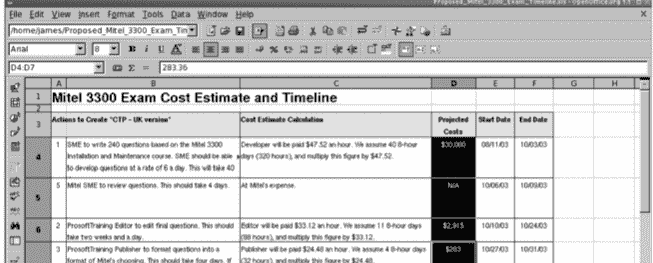 Proposed_Mitel_3300_Exam_Timeline.xls - OpenOffice.org 1.1
File Edit View Insert Format Tools Data Window Help
/home/james/Proposed_Mitel_3300_Exam_Tin
Arial 8 B i U A
D4:D7 Σ = 283.36
A B C D E F G H
1 Mitel 3300 Exam Cost Estimate and Timeline
2
3 Actions to Create "CTP - UK version" Cost Estimate Calculation Projected Costs Start Date End Date
4 1 SME to write 240 questions based on the Mitel 3300 Developer will be paid $47.52 an hour. We assume 40 8-hour $30,080 08/11/03 10/03/03
Installation and Maintenance course. SME should be able days (320 hours), and multiply this figure by $47.52.
to develop questions at a rate of 6 a day. This will take 40
5 5 Mitel SME to review questions. This should take 4 days. At Mitel's expense. N/A 10/06/03 10/09/03
6 2 ProsoftTraining Editor to edit final questions. This should Editor will be paid $33.12 an hour. We assume 11 8-hour days $2,915 10/10/03 10/24/03
take two weeks and a day. (88 hours), and multiply this figure by $33.12.
3 ProsoftTraining Publisher to format questions into a Publisher will be paid $24.48 an hour. We assume 4 8-hour days $283 10/27/03 10/31/03
format of Mitel's choosing. This should take four days. If (32 hours) and multiply this figure by $24.48.